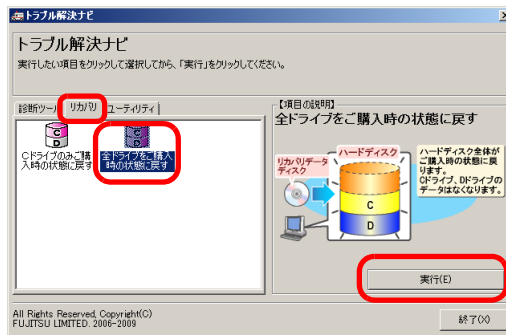 トラブル解決ナビ
トラブル解決ナビ
実行したい項目をクリックして選択してから、「実行」をクリックしてください。
診断ツール
リカバリ
ユーティリティ
Cドライブのみご購
入時の状態に戻す
全ドライブをご購入
時の状態に戻す
【項目の説明】
全ドライブをご購入時の状態に戻す
リカバリデータ
ディスク
ハードディスク
C
D
ハードディスク全体が
ご購入時の状態に戻
ります。
Cドライブ、Dドライブの
データはなくなります。
実行(E)
All Rights Reserved, Copyright(C)
FUJITSU LIMITED. 2006-2009
終了(X)